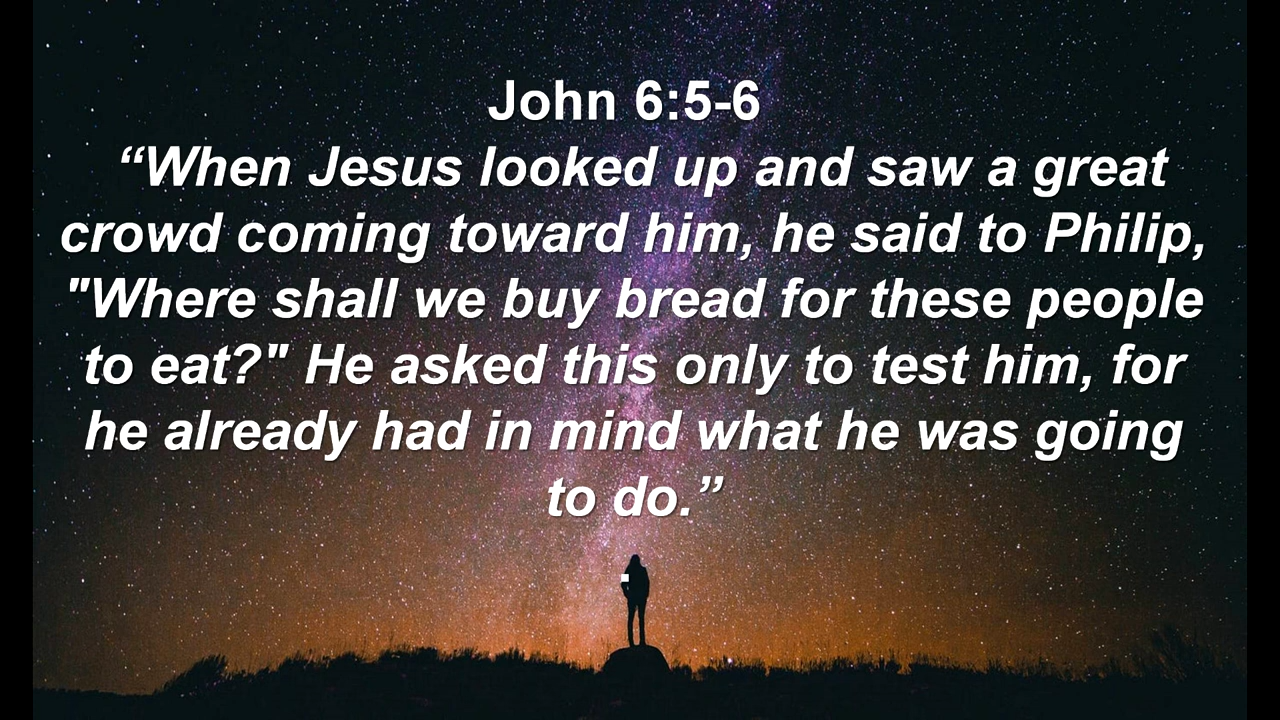 John 6:5-6
“When Jesus looked up and saw a great
crowd coming toward him, he said to Philip,
"Where shall we buy bread for these people
to eat?" He asked this only to test him, for
he already had in mind what he was going
to do.”
.